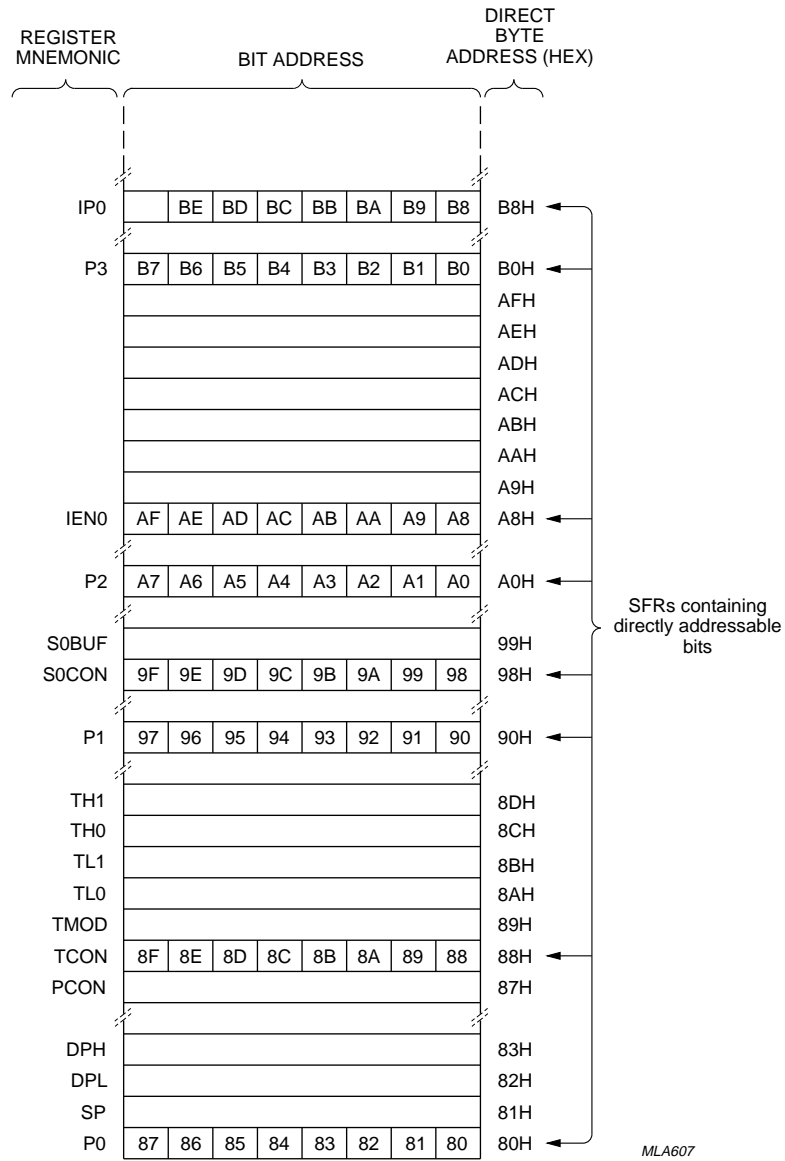 REGISTER MNEMONIC
BIT ADDRESS
DIRECT BYTE ADDRESS (HEX)
IP0 BE BD BC BB BA B9 B8 B8H
P3 B7 B6 B5 B4 B3 B2 B1 B0 B0H
AFH
AEH
ADH
ACH
ABH
AAH
A9H
IEN0 AF AE AD AC AB AA A9 A8 A8H
P2 A7 A6 A5 A4 A3 A2 A1 A0 A0H
SFRs containing
directly addressable
bits
S0BUF 99H
S0CON 9F 9E 9D 9C 9B 9A 99 98 98H
P1 97 96 95 94 93 92 91 90 90H
TH1 8DH
TH0 8CH
TL1 8BH
TL0 8AH
TMOD 89H
TCON 8F 8E 8D 8C 8B 8A 89 88 88H
PCON 87H
DPH 83H
DPL 82H
SP 81H
P0 87 86 85 84 83 82 81 80 80H
MLA607